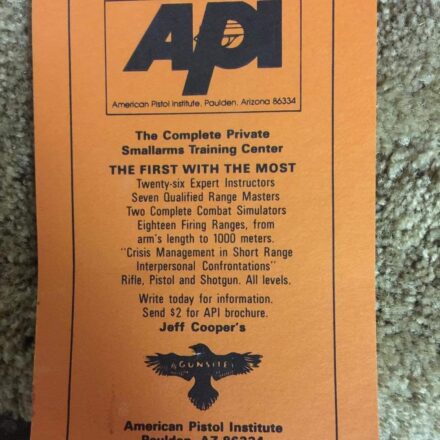 API
American Pistol Institute, Paulden, Arizona 86334
The Complete Private
Smallarms Training Center
THE FIRST WITH THE MOST
Twenty-six Expert Instructors
Seven Qualified Range Masters
Two Complete Combat Simulators
Eighteen Firing Ranges, from
arm's length to 1000 meters.
"Crisis Management in Short Range
Interpersonal Confrontations"
Rifle, Pistol and Shotgun. All levels.
Write today for information.
Send $2 for API brochure.
Jeff Cooper's
GUNSITE
American Pistol Institute
Paulden, AZ 86334